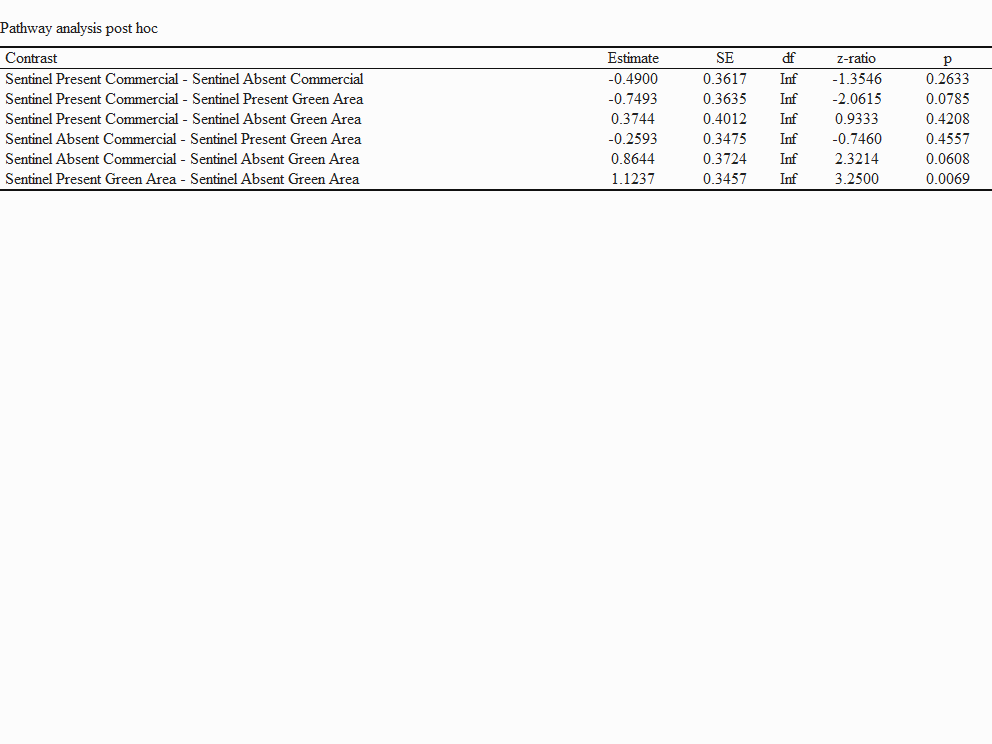 Pathway analysis post hoc
Contrast Estimate SE df z-ratio p
Sentinel Present Commercial - Sentinel Absent Commercial -0.4900 0.3617 Inf -1.3546 0.2633
Sentinel Present Commercial - Sentinel Present Green Area -0.7493 0.3635 Inf -2.0615 0.0785
Sentinel Present Commercial - Sentinel Absent Green Area 0.3744 0.4012 Inf 0.9333 0.4208
Sentinel Absent Commercial - Sentinel Present Green Area -0.2593 0.3475 Inf -0.7460 0.4557
Sentinel Absent Commercial - Sentinel Absent Green Area 0.8644 0.3724 Inf 2.3214 0.0608
Sentinel Present Green Area - Sentinel Absent Green Area 1.1237 0.3457 Inf 3.2500 0.0069